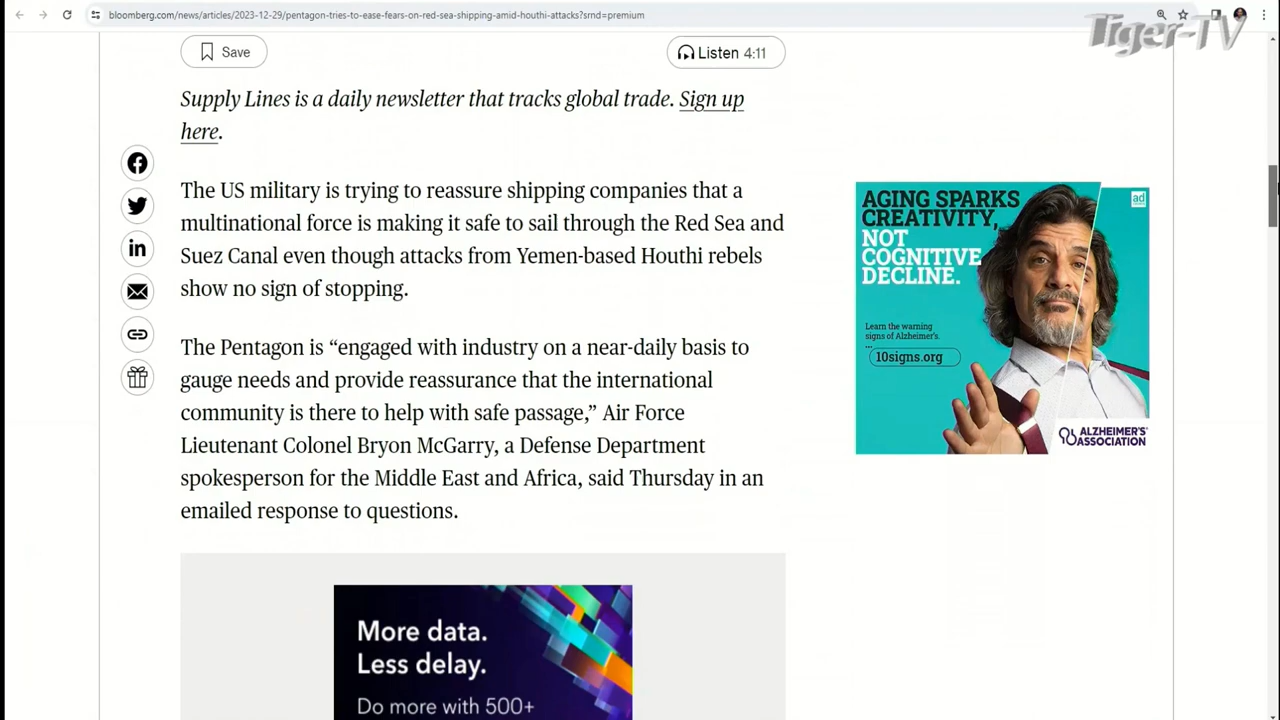 bloomberg.com/news/articles/2023-12-29/pentagon-tries-to-ease-fears-on-red-sea-shipping-amid-houthi-attacks?srnd=premium
Tiger-TV
Save
Listen 4:11
Supply Lines is a daily newsletter that tracks global trade. Sign up
here.
The US military is trying to reassure shipping companies that a
multinational force is making it safe to sail through the Red Sea and
Suez Canal even though attacks from Yemen-based Houthi rebels
show no sign of stopping.
The Pentagon is “engaged with industry on a near-daily basis to
gauge needs and provide reassurance that the international
community is there to help with safe passage,” Air Force
Lieutenant Colonel Bryon McGarry, a Defense Department
spokesperson for the Middle East and Africa, said Thursday in an
emailed response to questions.
AGING SPARKS
CREATIVITY,
NOT
COGNITIVE
DECLINE.
ad
Learn the warning
signs of Alzheimer's.
...
10signs.org
ALZHEIMER'S
ASSOCIATION
More data.
Less delay.
Do more with 500+